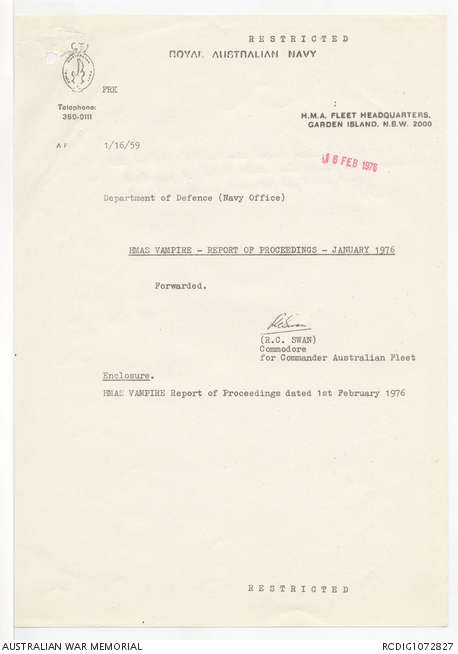 RESTRICTED
ROYAL AUSTRALIAN NAVY
FRK
Telephone:
350-0111
H.M.A. FLEET HEADQUARTERS,
GARDEN ISLAND, N.S.W. 2000
AF 1/16/59
16 FEB 1976
Department of Defence (Navy Office)
HMAS VAMPIRE - REPORT OF PROCEEDINGS - JANUARY 1976
Forwarded.
(R.C. SWAN)
Commodore
for Commander Australian Fleet
Enclosure.
HMAS VAMPIRE Report of Proceedings dated 1st February 1976
RESTRICTED
AUSTRALIAN WAR MEMORIAL
RCDIG1072827